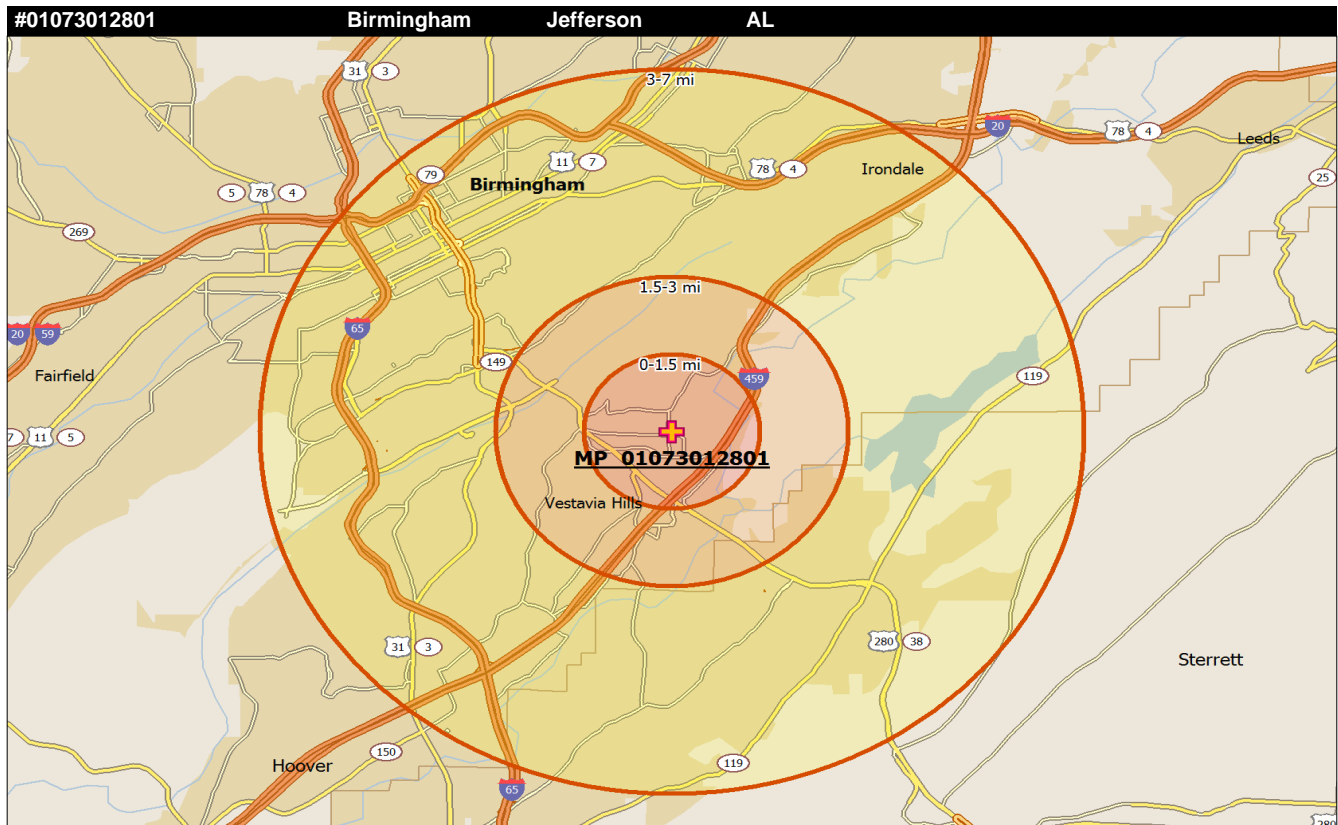 #01073012801 Birmingham Jefferson AL
31 3
3-7 mi
20
78 4
Leeds
11 7
78 4
Irondale
79
25
5 78 4
Birmingham
269
1.5-3 mi
65
20 59
149
0-1.5 mi
119
Fairfield
459
11 5
MP 01073012801
Vestavia Hills
31 3
280 38
Sterrett
Hoover
150
119
65
280